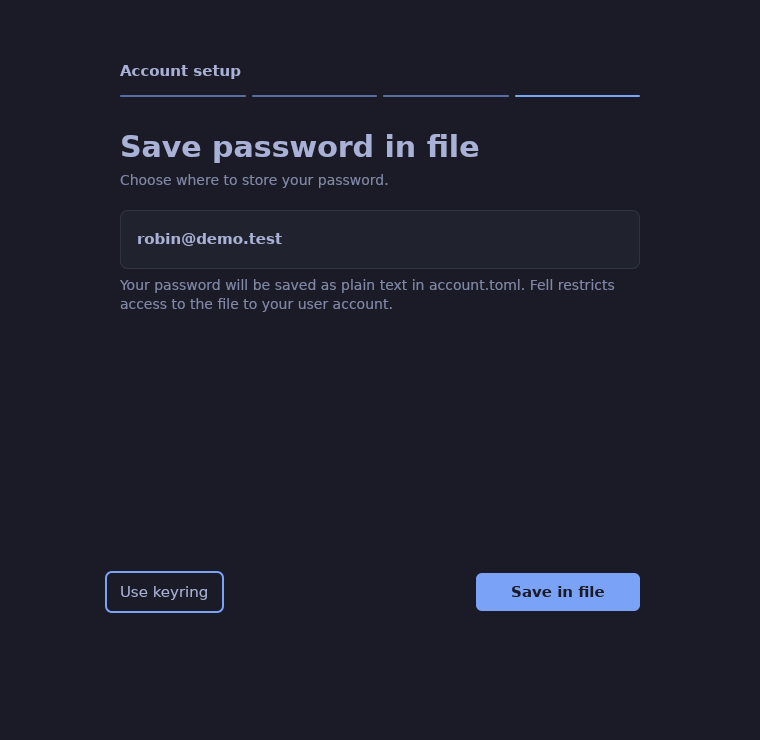 Account setup
Save password in file
Choose where to store your password.
robin@demo.test
Your password will be saved as plain text in account.toml. Fell restricts
access to the file to your user account.
Use keyring
Save in file